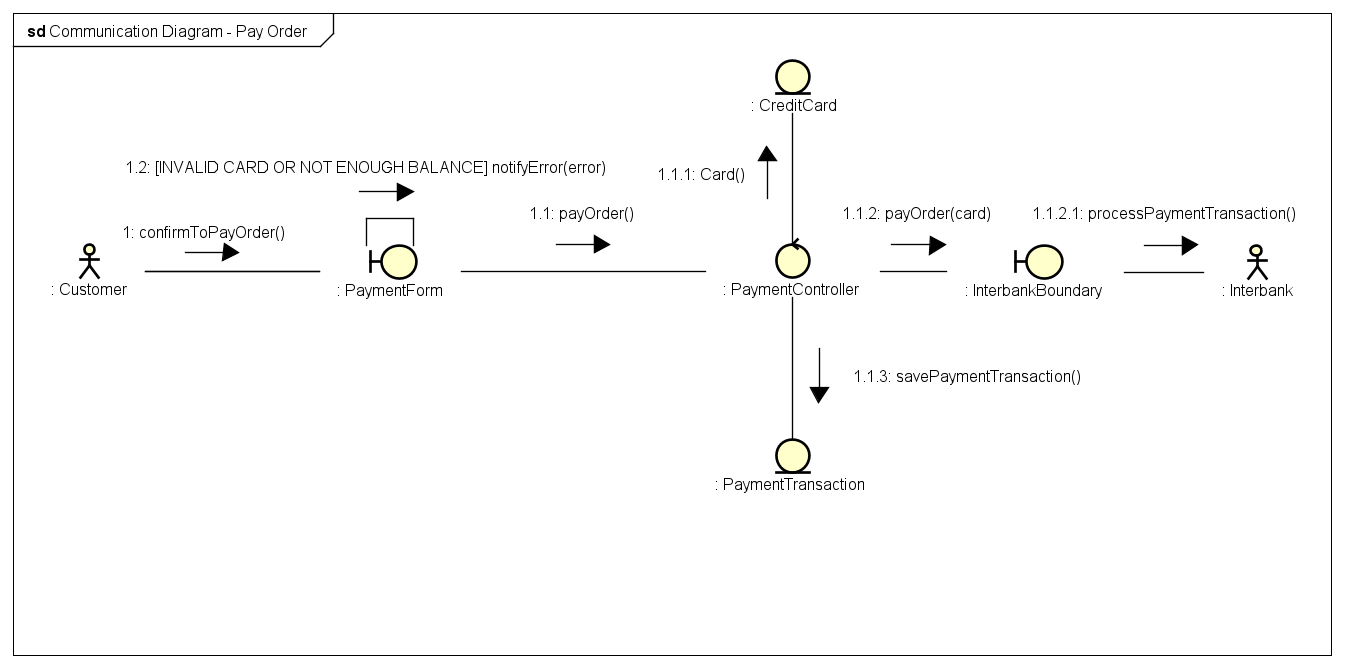 sd Communication Diagram - Pay Order
: CreditCard
1.2: [INVALID CARD OR NOT ENOUGH BALANCE] notifyError(error)
1.1.1: Card()
1: confirmToPayOrder()
1.1: payOrder()
1.1.2: payOrder(card)
1.1.2.1: processPaymentTransaction()
: Customer
: PaymentForm
: PaymentController
: InterbankBoundary
: Interbank
1.1.3: savePaymentTransaction()
: PaymentTransaction